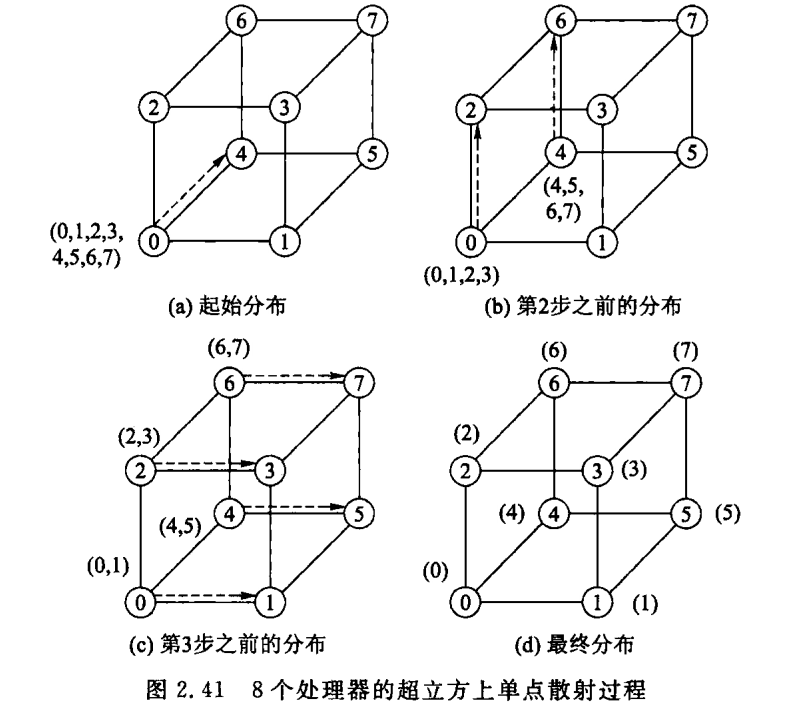 6 7
2 3
4 5
(0,1,2,3,
4,5,6,7)
0 1
(a) 起始分布
6 7
2 3
4 5
(4,5,
6,7)
0 1
(0,1,2,3)
(b) 第2步之前的分布
(6,7)
6 7
(2,3)
2 3
(4,5) 4 5
(0,1)
0 1
(c) 第3步之前的分布
(6) (7)
6 7
(2)
2 3 (3)
(4) 4 5 (5)
(0)
0 1 (1)
(d) 最终分布
图 2.41 8 个处理器的超立方上单点散射过程